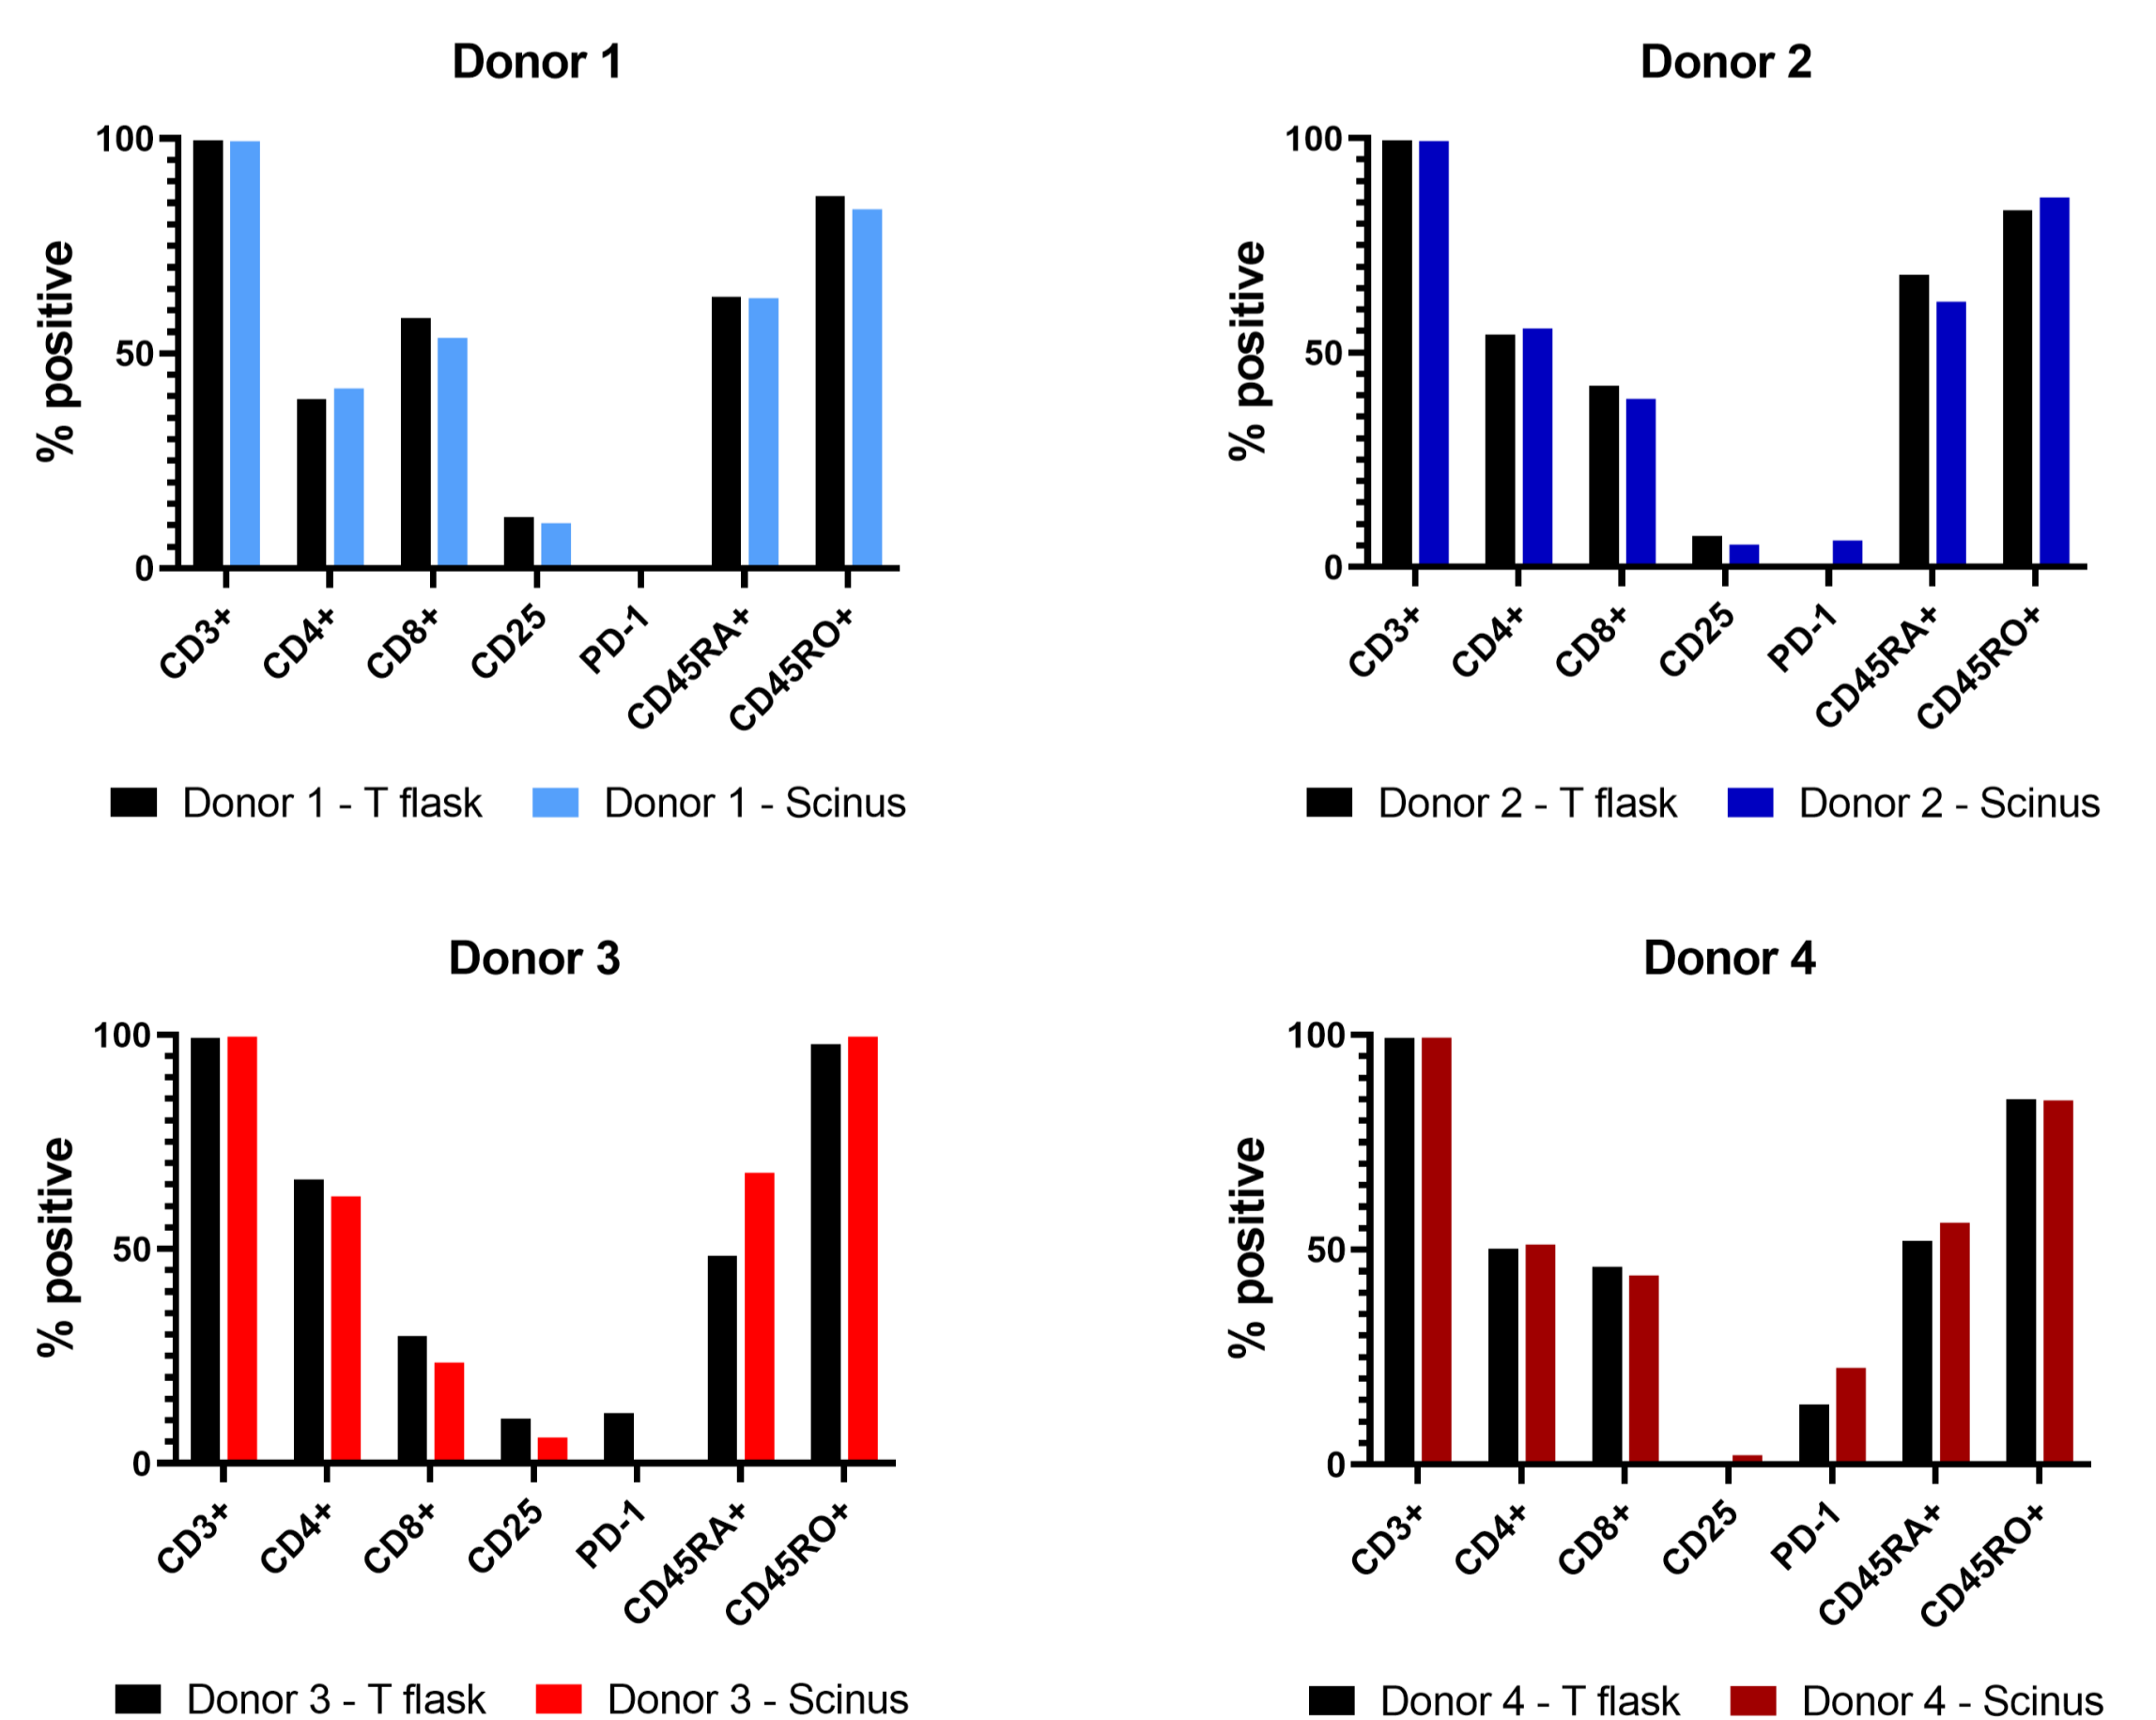 Donor 1
% positive
100
50
0
CD3+
CD4+
CD8+
CD25
PD-1
CD45RA+
CD45RO+
Donor 1 - T flask
Donor 1 - Scinus
Donor 2
% positive
100
50
0
CD3+
CD4+
CD8+
CD25
PD-1
CD45RA+
CD45RO+
Donor 2 - T flask
Donor 2 - Scinus
Donor 3
% positive
100
50
0
CD3+
CD4+
CD8+
CD25
PD-1
CD45RA+
CD45RO+
Donor 3 - T flask
Donor 3 - Scinus
Donor 4
% positive
100
50
0
CD3+
CD4+
CD8+
CD25
PD-1
CD45RA+
CD45RO+
Donor 4 - T flask
Donor 4 - Scinus